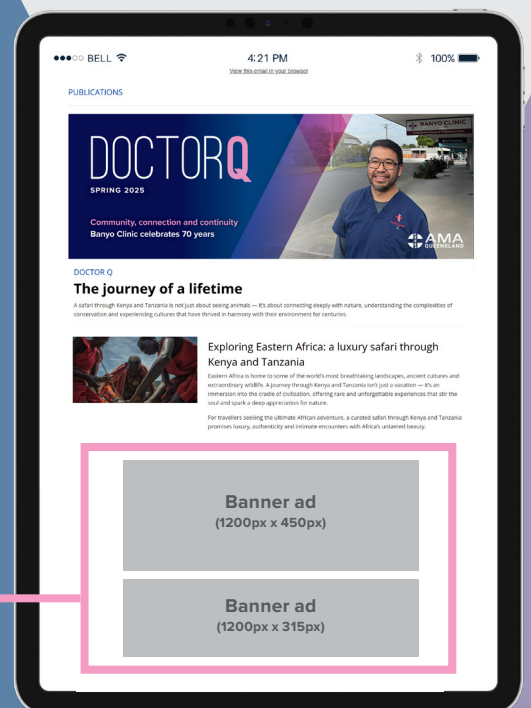 BELL
4:21 PM
100%
View this email in your browser
PUBLICATIONS
DOCTORQ
SPRING 2025
Community, connection and continuity
Banyo Clinic celebrates 70 years
BANYO CLINIC
AMA
QUEENSLAND
DOCTOR Q
The journey of a lifetime
A safari through Kenya and Tanzania is not just about seeing animals — it's about connecting deeply with nature, understanding the complexities of
conservation and experiencing cultures that have thrived in harmony with their environment for centuries.
Exploring Eastern Africa: a luxury safari through
Kenya and Tanzania
Eastern Africa is home to some of the world's most breathtaking landscapes, ancient cultures and
extraordinary wildlife. A journey through Kenya and Tanzania isn't just a vacation — it's an
immersion into the cradle of civilisation, offering rare and unforgettable experiences that stir the
soul and spark a deep appreciation for nature.
For travellers seeking the ultimate African adventure, a curated safari through Kenya and Tanzania
promises luxury, authenticity and intimate encounters with Africa's untamed beauty.
Banner ad
(1200px x 450px)
Banner ad
(1200px x 315px)